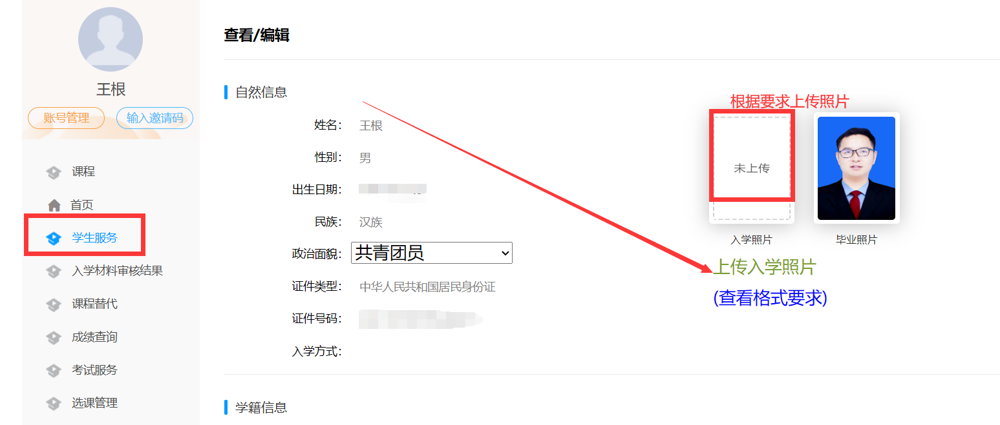 王根
账号管理
输入邀请码
课程
首页
学生服务
入学材料审核结果
课程替代
成绩查询
考试服务
选课管理
查看/编辑
自然信息
姓名： 王根
性别： 男
出生日期：
民族： 汉族
政治面貌： 共青团员
证件类型： 中华人民共和国居民身份证
证件号码：
入学方式：
根据要求上传照片
未上传
入学照片
毕业照片
上传入学照片
(查看格式要求)
学籍信息